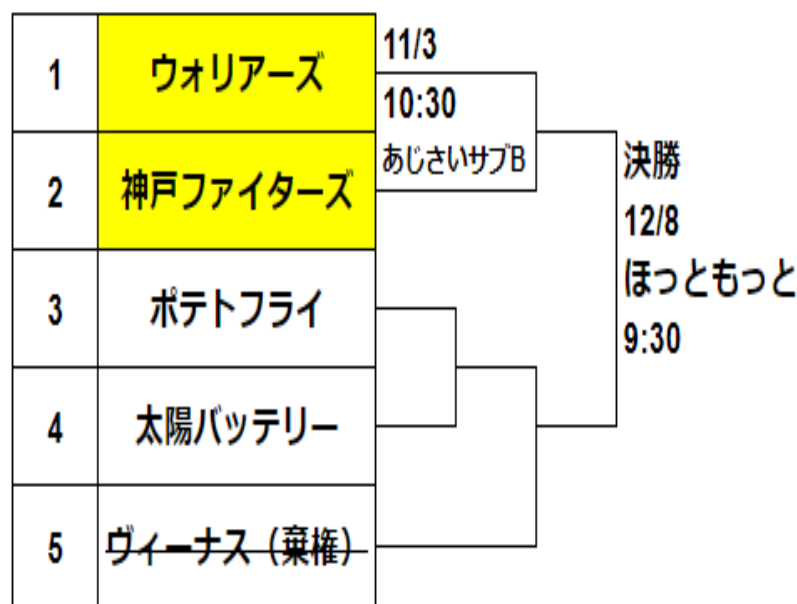 1 ウォリアーズ
2 神戸ファイターズ
3 ポテトフライ
4 太陽バッテリー
5 ヴィーナス（棄権）
11/3
10:30
あじさいサブB
決勝
12/8
ほっともっと
9:30